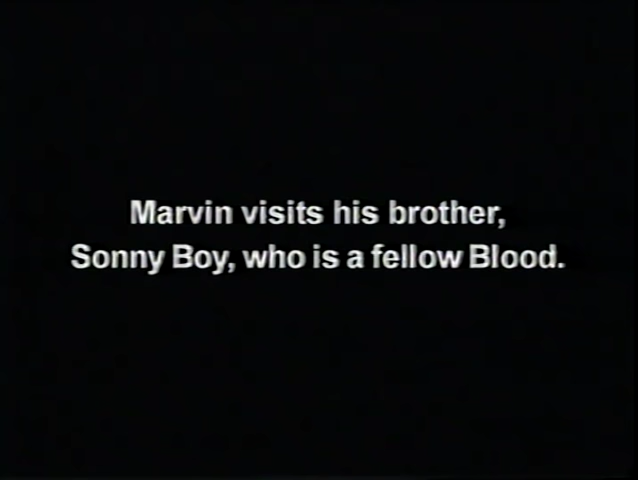 Marvin visits his brother,
Sonny Boy, who is a fellow Blood.